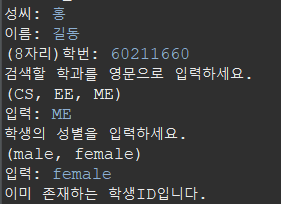 성씨: 홍
이름: 길동
(8자리)학번: 60211660
검색할 학과를 영문으로 입력하세요.
(CS, EE, ME)
입력: ME
학생의 성별을 입력하세요.
(male, female)
입력: female
이미 존재하는 학생ID입니다.